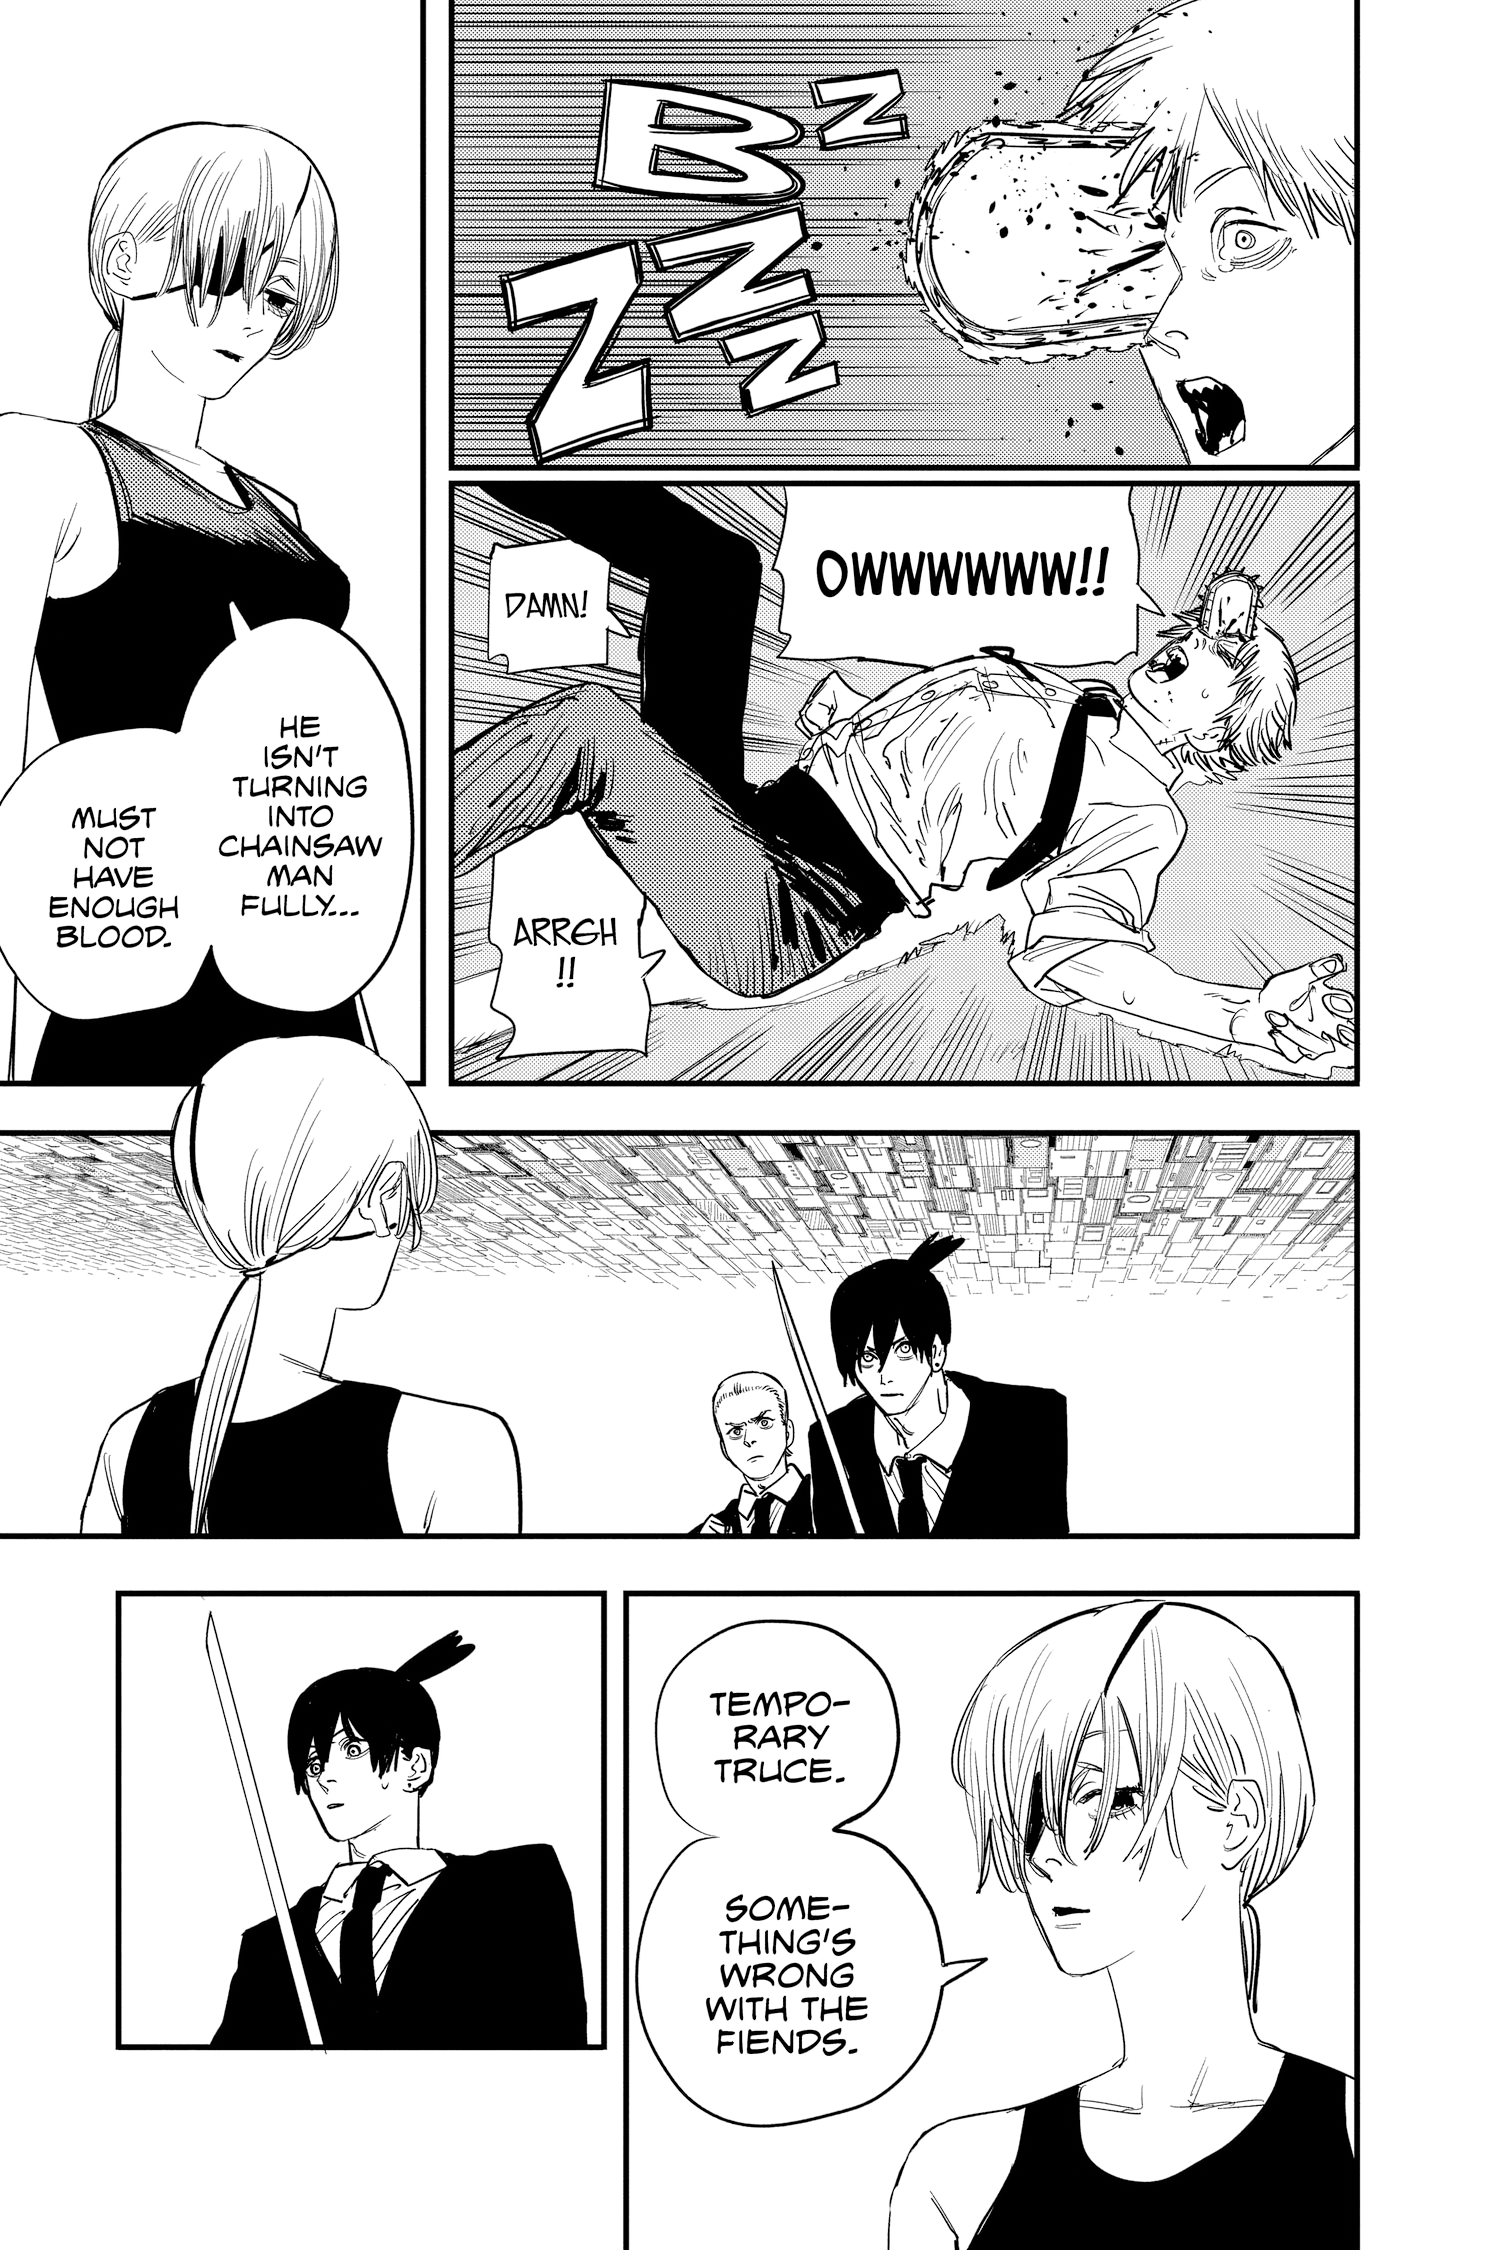 BZZZZZ
OWWWWWW!!
DAMN!
ARRGH
!!
HE
ISN'T
TURNING
INTO
CHAINSAW
MAN
FULLY...
MUST
NOT
HAVE
ENOUGH
BLOOD.
TEMPO-
RARY
TRUCE.
SOME-
THING'S
WRONG
WITH THE
FIENDS.